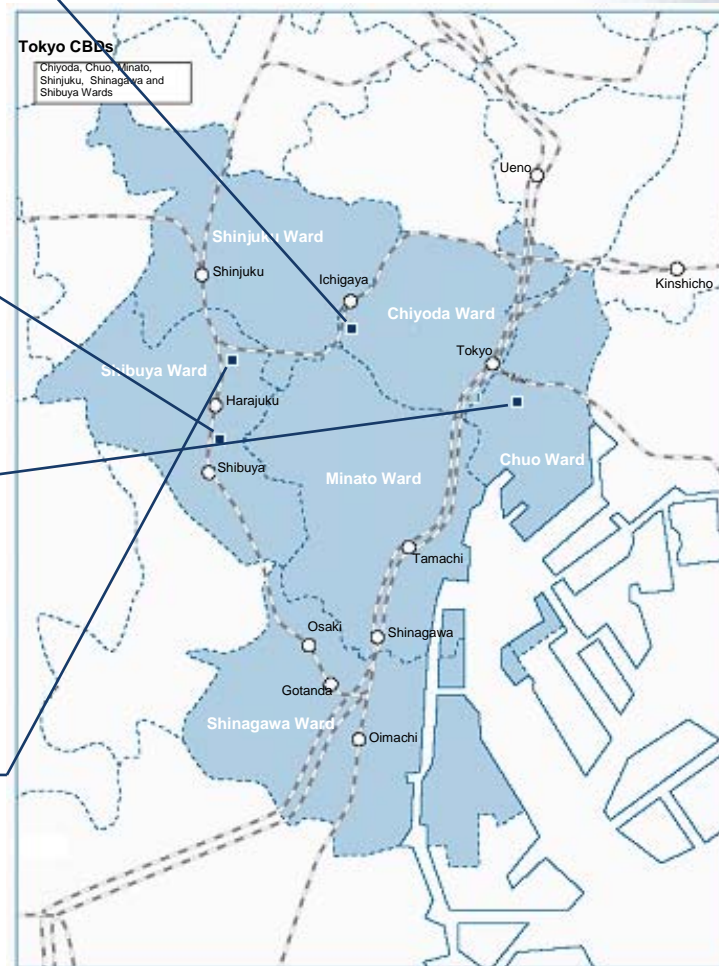 Tokyo CBDs
Chiyoda, Chuo, Minato,
Shinjuku, Shinagawa and
Shibuya Wards
Ueno
Shinjuku Ward
Shinjuku
Kinshicho
Ichigaya
Chiyoda Ward
Tokyo
Shibuya Ward
Harajuku
Chuo Ward
Shibuya
Minato Ward
Tamachi
Osaki
Shinagawa
Gotanda
Shinagawa Ward
Oimachi